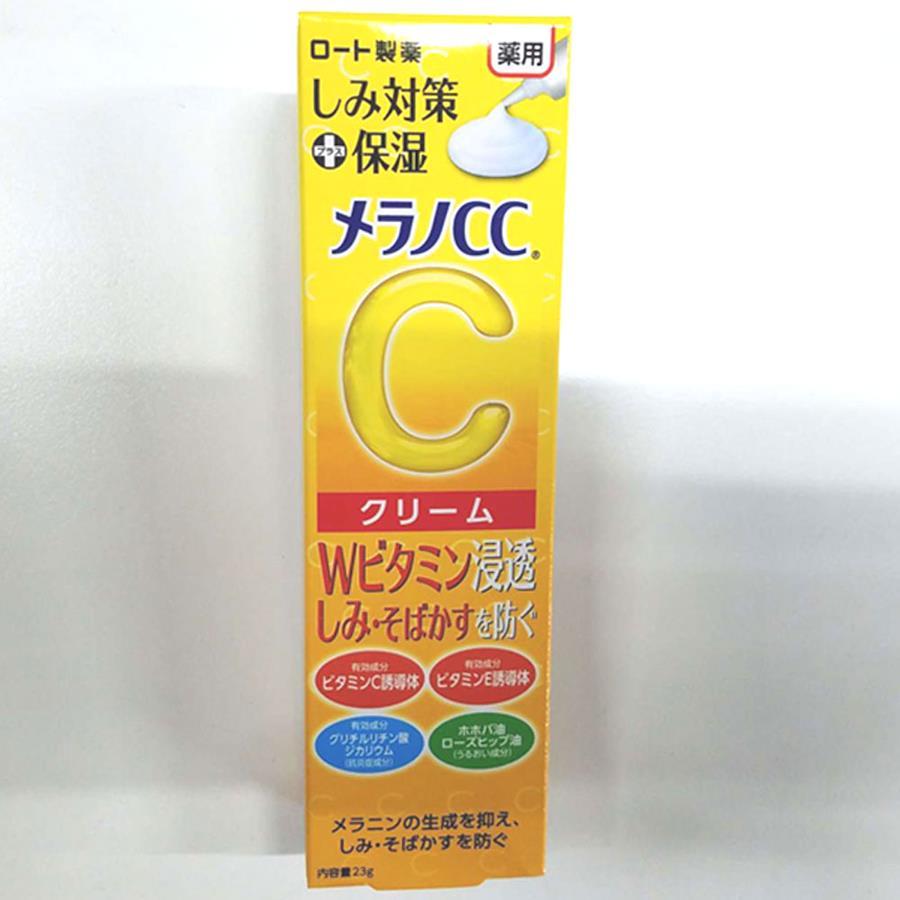 ロート製薬
薬用
しみ対策
プラス
保湿
メラノCC®
C
クリーム
Wビタミン浸透
しみ・そばかすを防ぐ
有効成分
ビタミンC誘導体
有効成分
ビタミンE誘導体
有効成分
グリチルリチン酸
ジカリウム
(抗炎症成分)
ホホバ油
ローズヒップ油
(うるおい成分)
メラニンの生成を抑え、
しみ・そばかすを防ぐ
内容量23g